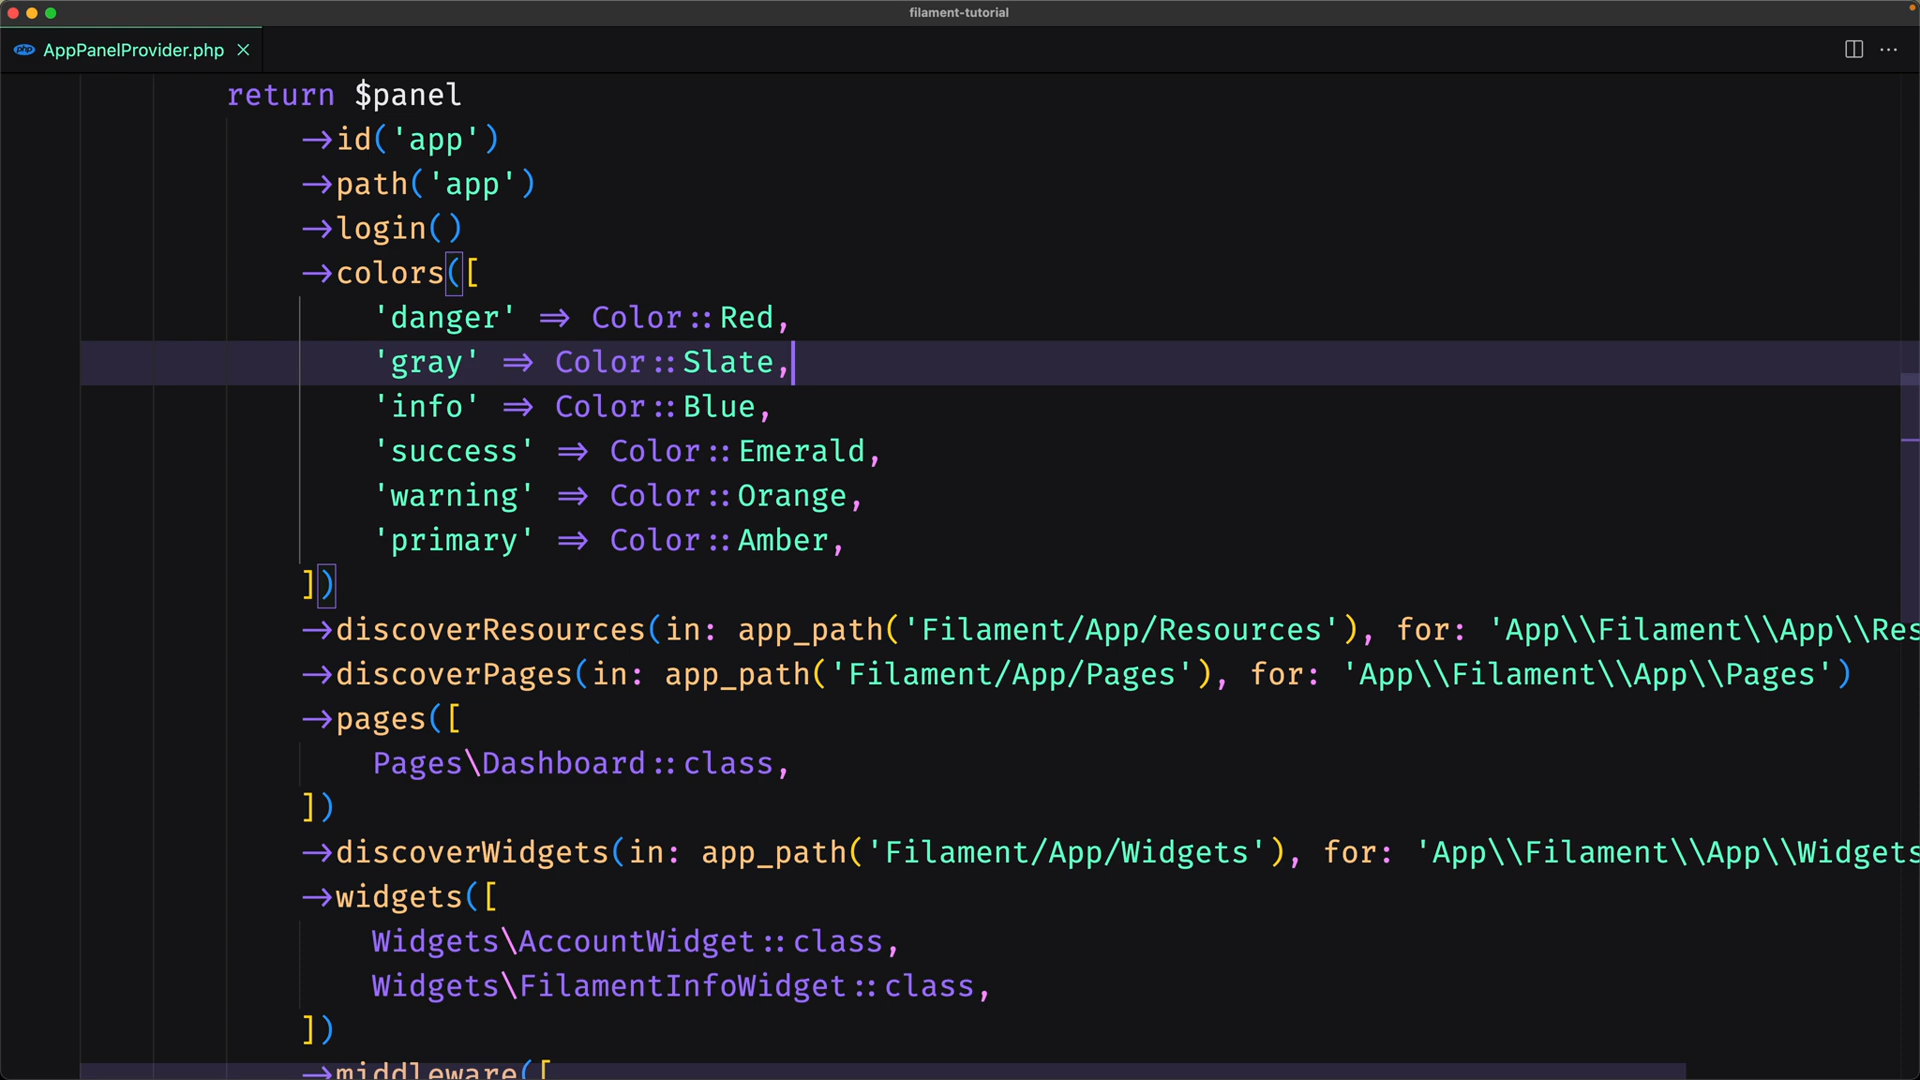 filament-tutorial
php AppPanelProvider.php
return $panel
->id('app')
->path('app')
->login()
->colors([
'danger' => Color::Red,
'gray' => Color::Slate,
'info' => Color::Blue,
'success' => Color::Emerald,
'warning' => Color::Orange,
'primary' => Color::Amber,
])
->discoverResources(in: app_path('Filament/App/Resources'), for: 'App\\Filament\\App\\Res
->discoverPages(in: app_path('Filament/App/Pages'), for: 'App\\Filament\\App\\Pages')
->pages([
Pages\Dashboard::class,
])
->discoverWidgets(in: app_path('Filament/App/Widgets'), for: 'App\\Filament\\App\\Widgets
->widgets([
Widgets\AccountWidget::class,
Widgets\FilamentInfoWidget::class,
])
->middleware([